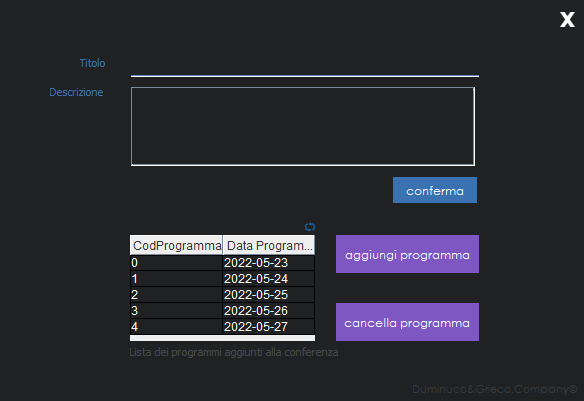 X
Titolo
Descrizione
conferma
CodProgramma Data Program...
0 2022-05-23
1 2022-05-24
2 2022-05-25
3 2022-05-26
4 2022-05-27
aggiungi programma
cancella programma
Lista dei programmi aggiunti alla conferenza
Duminuco&Grieco.Company©